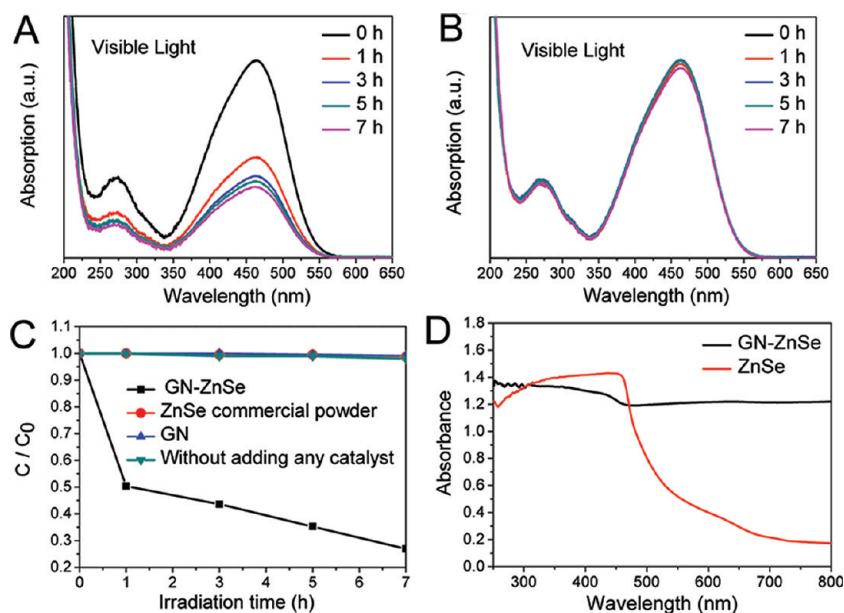 A
Visible Light
0 h
1 h
3 h
5 h
7 h
Absorption (a.u.)
200 250 300 350 400 450 500 550 600 650
Wavelength (nm)
B
Visible Light
0 h
1 h
3 h
5 h
7 h
Absorption (a.u.)
200 250 300 350 400 450 500 550 600 650
Wavelength (nm)
C
1.1
1.0
0.9
0.8
0.7
0.6
0.5
0.4
0.3
0.2
C / C0
GN-ZnSe
ZnSe commercial powder
GN
Without adding any catalyst
0 1 2 3 4 5 6 7
Irradiation time (h)
D
1.8
1.6
1.4
1.2
1.0
0.8
0.6
0.4
0.2
0.0
Absorbance
GN-ZnSe
ZnSe
300 400 500 600 700 800
Wavelength (nm)